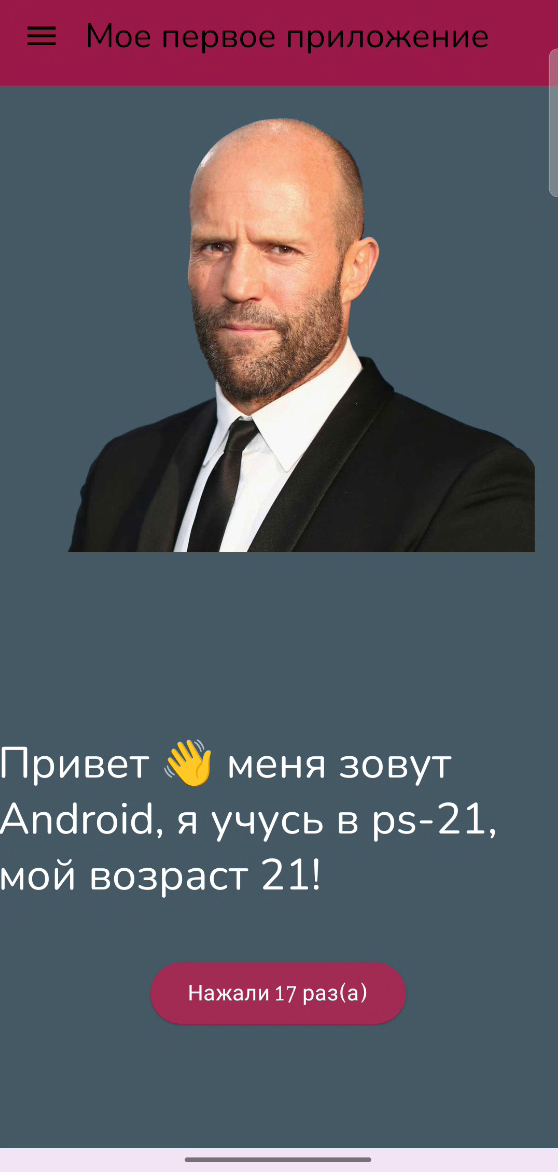 Мое первое приложение
Привет 👋 меня зовут
Android, я учусь в ps-21,
мой возраст 21!
Нажали 17 раз(а)